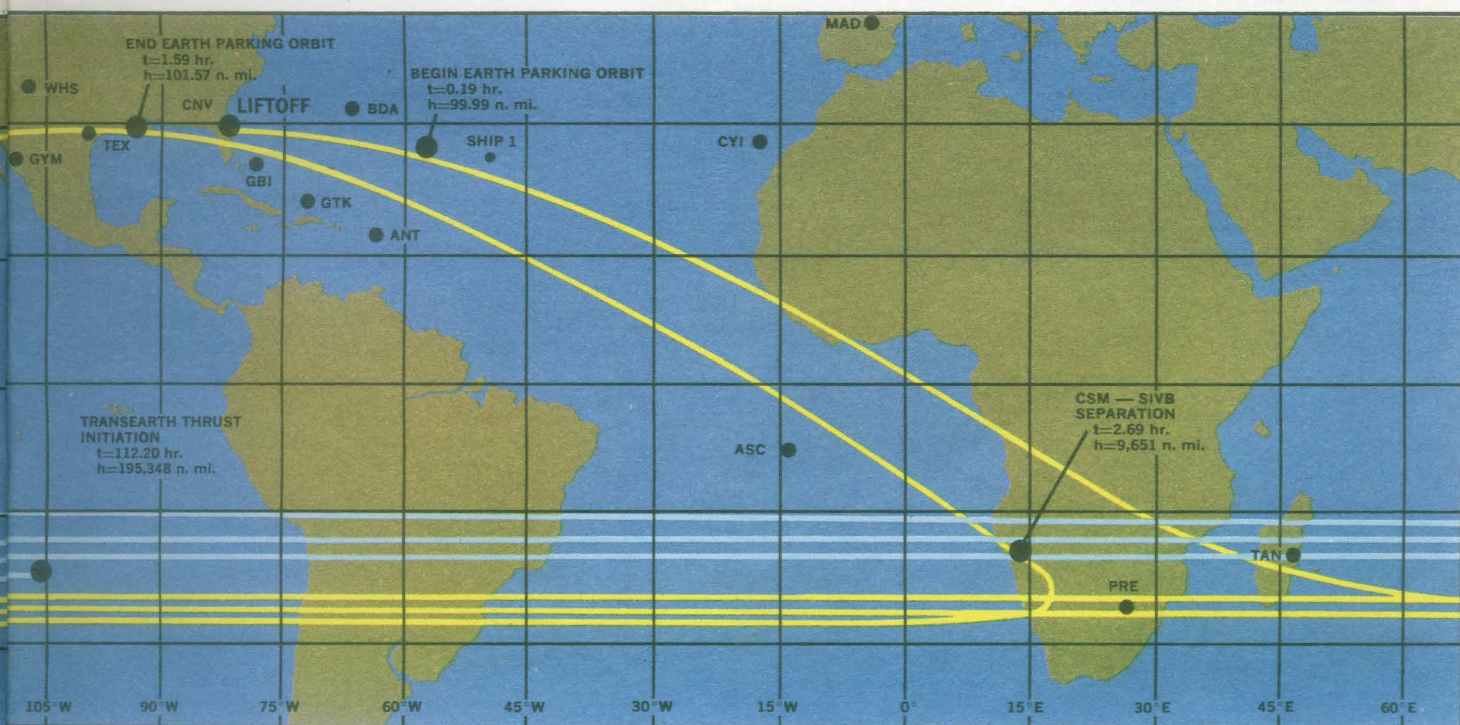 MAD
END EARTH PARKING ORBIT
t=1.59 hr.
h=101.57 n. mi.
BEGIN EARTH PARKING ORBIT
t=0.19 hr.
h=99.99 n. mi.
WHS
CNV
LIFTOFF
BDA
SHIP 1
CYI
TEX
GYM
GBI
GTK
ANT
CSM — SIVB
SEPARATION
t=2.69 hr.
h=9,651 n. mi.
TRANSEARTH THRUST
INITIATION
t=112.20 hr.
h=195,348 n. mi.
ASC
TAN
PRE
105°W 90°W 75°W 60°W 45°W 30°W 15°W 0° 15°E 30°E 45°E 60°E